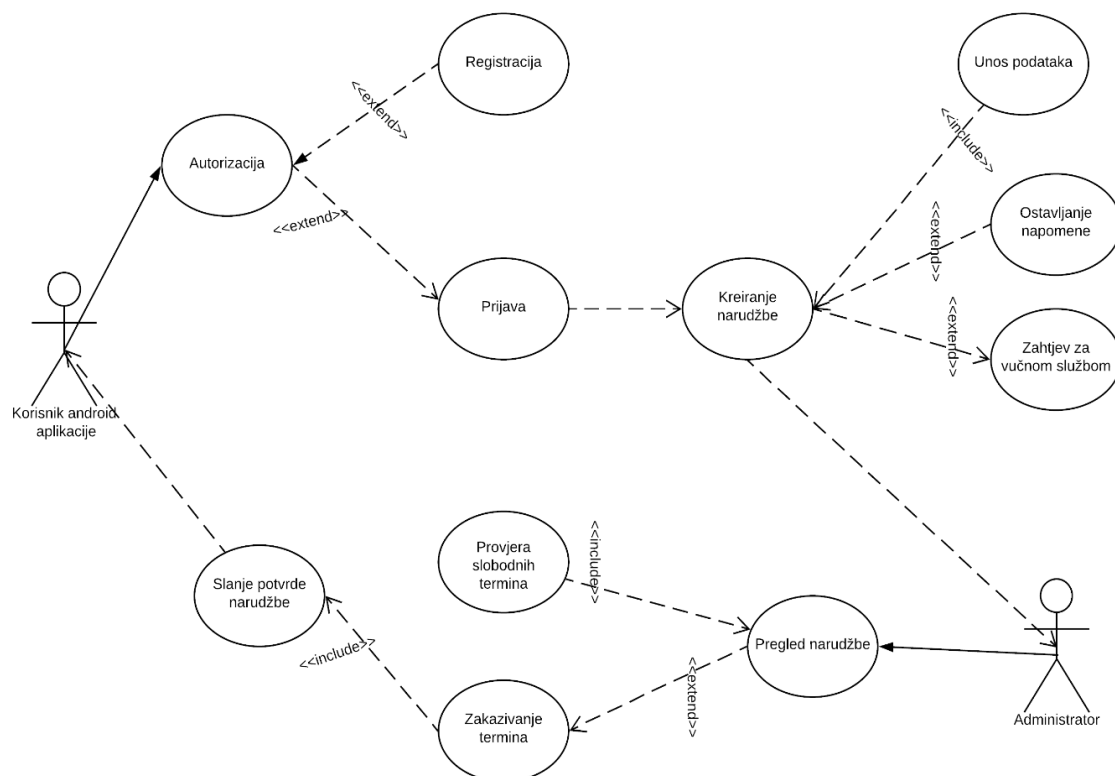 Registracija
Unos podataka
<<extend>>
<<include>>
Autorizacija
<<extend>>
Ostavljanje
napomene
<<extend>>
Prijava
Kreiranje
narudžbe
<<extend>>
Zahtjev za
vučnom službom
Korisnik android
aplikacije
Provjera
slobodnih
termina
<<include>>
Slanje potvrde
narudžbe
<<include>>
Pregled narudžbe
<<extend>>
Zakazivanje
termina
Administrator